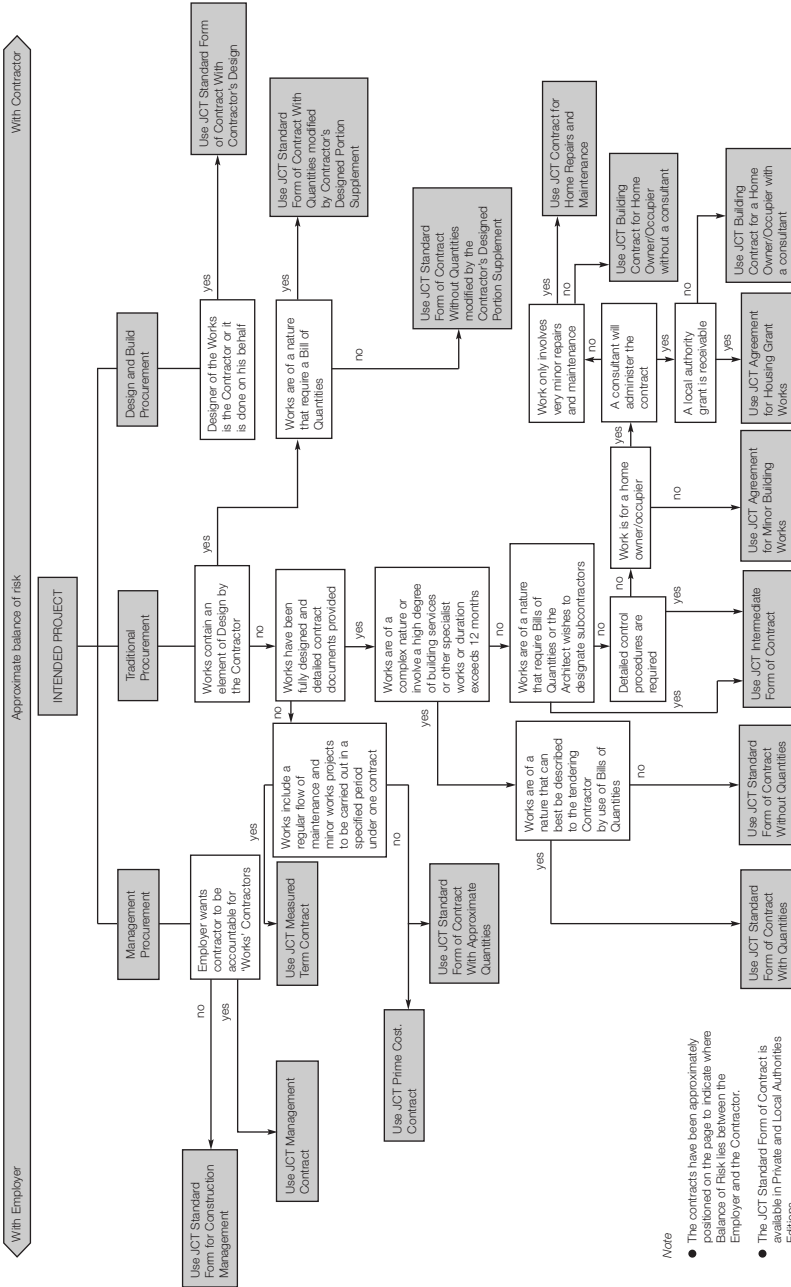 With Employer
Approximate balance of risk
With Contractor
INTENDED PROJECT
Management
Procurement
Traditional
Procurement
Design and Build
Procurement
Employer wants
contractor to be
accountable for
'Works' Contractors
no
yes
Use JCT Standard
Form for Construction
Management
Use JCT Management
Contract
Works contain an
element of Design by
the Contractor
yes
no
Designer of the Works
is the Contractor or it
is done on his behalf
yes
Use JCT Standard Form
of Contract With
Contractor's Design
Works are of a nature
that require a Bill of
Quantities
yes
no
Use JCT Standard
Form of Contract With
Quantities modified
by Contractor's
Designed Portion
Supplement
Use JCT Standard
Form of Contract
Without Quantities
modified by the
Contractor's Designed
Portion Supplement
Works have been
fully designed and
detailed contract
documents provided
no
yes
Works include a
regular flow of
maintenance and
minor works projects
to be carried out in a
specified period
under one contract
yes
no
Use JCT Measured
Term Contract
Use JCT Prime Cost.
Contract
Use JCT Standard
Form of Contract
With Approximate
Quantities
Works are of a
complex nature or
involve a high degree
of building services
or other specialist
works or duration
exceeds 12 months
yes
no
Works are of a
nature that can
best be described
to the tendering
Contractor
by use of Bills of
Quantities
yes
no
Use JCT Standard
Form of Contract
With Quantities
Use JCT Standard
Form of Contract
Without Quantities
Works are of a nature
that require Bills of
Quantities or the
Architect wishes to
designate subcontractors
no
yes
Detailed control
procedures are
required
no
yes
Use JCT Intermediate
Form of Contract
Work is for a home
owner/occupier
yes
no
Use JCT Agreement
for Minor Building
Works
A consultant will
administer the
contract
no
yes
Work only involves
very minor repairs
and maintenance
yes
no
Use JCT Contract for
Home Repairs and
Maintenance
Use JCT Building
Contract for Home
Owner/Occupier
without a consultant
A local authority
grant is receivable
no
yes
Use JCT Building
Contract for a Home
Owner/Occupier with
a consultant
Use JCT Agreement
for Housing Grant
Works
Note
● The contracts have been approximately
positioned on the page to indicate where
Balance of Risk lies between the
Employer and the Contractor.
● The JCT Standard Form of Contract is
available in Private and Local Authorities
Editions